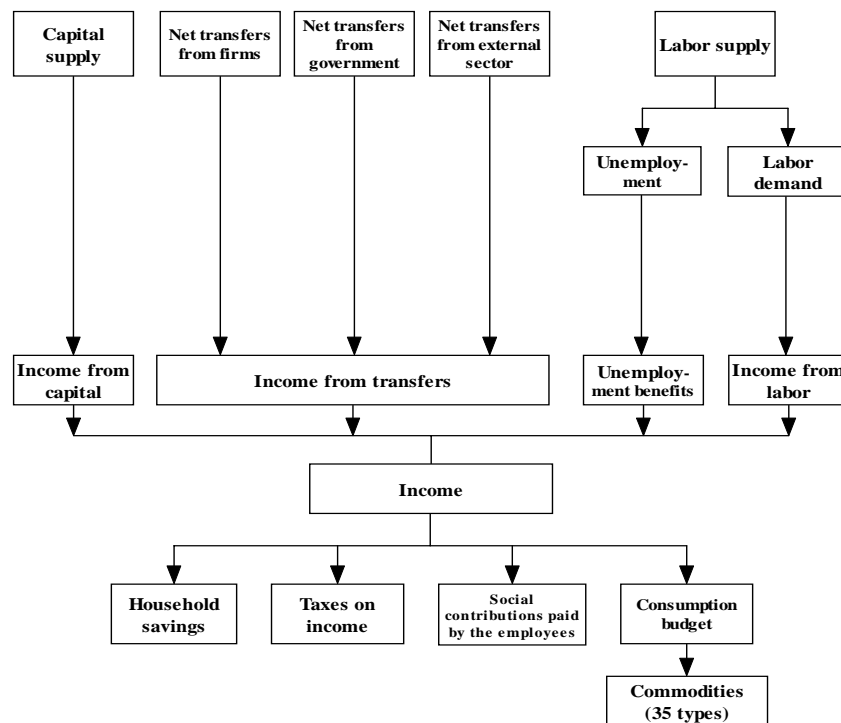 Capital
supply
Net transfers
from firms
Net transfers
from
government
Net transfers
from external
sector
Labor supply
Unemploy-
ment
Labor
demand
Income from
capital
Income from transfers
Unemploy-
ment benefits
Income from
labor
Income
Household
savings
Taxes on
income
Social
contributions paid
by the employees
Consumption
budget
Commodities
(35 types)